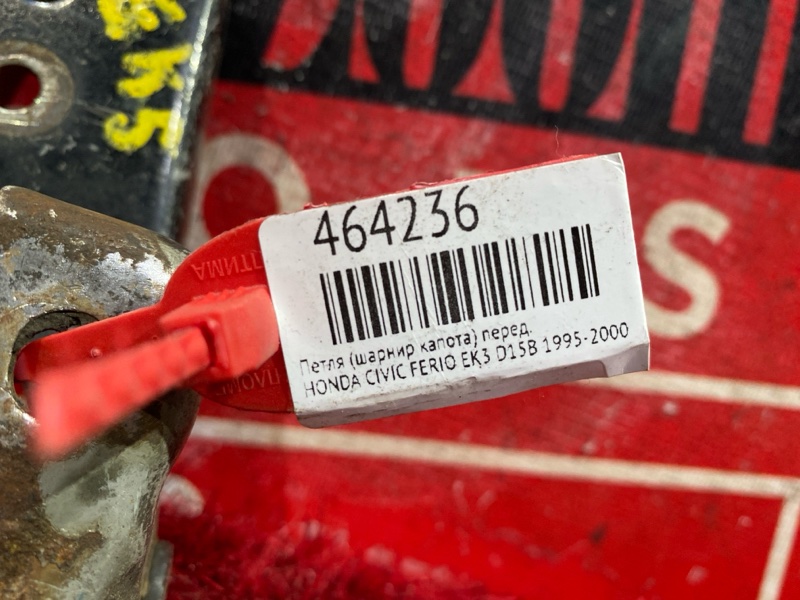 EK5
464236
Петля (шарнир капота) перед.
HONDA CIVIC FERIO EK3 D15B 1995-2000